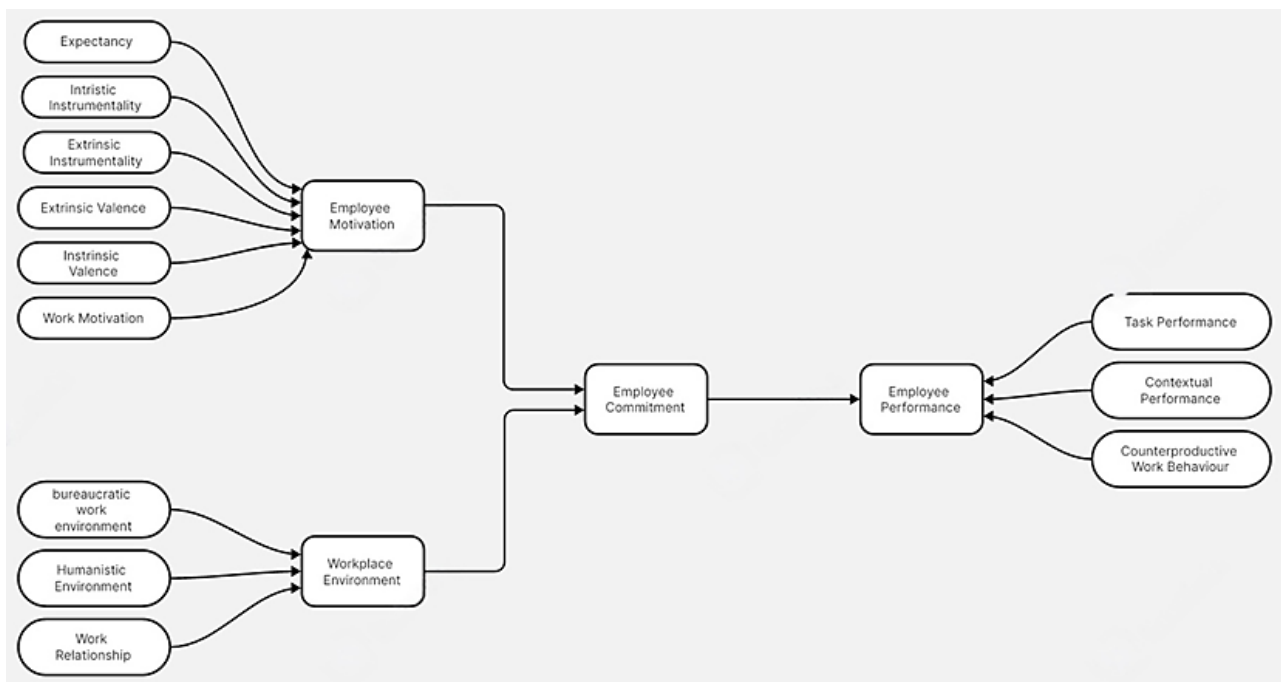 Expectancy
Intristic
Instrumentality
Extrinsic
Instrumentality
Extrinsic Valence
Instrinsic
Valence
Work Motivation
Employee
Motivation
bureaucratic
work
environment
Humanistic
Environment
Work
Relationship
Workplace
Environment
Employee
Commitment
Employee
Performance
Task Performance
Contextual
Performance
Counterproductive
Work Behaviour